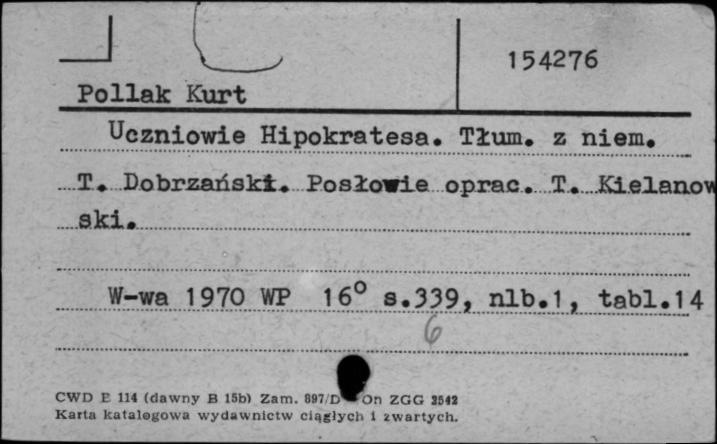 154276
Pollak Kurt
Uczniowie Hipokratesa. Tłum. z niem.
T. Dobrzański. Posłowie oprac. T. Kielanow
ski.
W-wa 1970 WP 16° s.339, nlb.1, tabl.14
6
CWD E 114 (dawny B 15b) Zam. 897/D On ZGG 2542
Karta katalogowa wydawnictw ciągłych i zwartych.